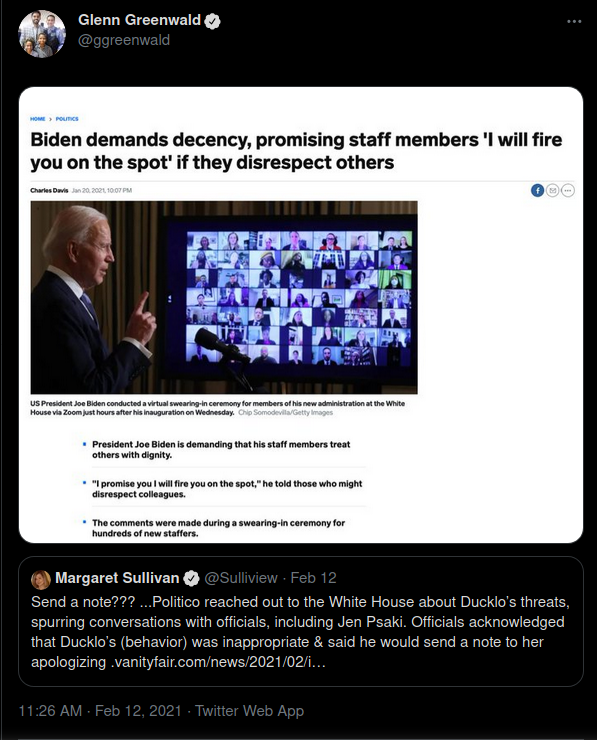 Glenn Greenwald
@ggreenwald
HOME > POLITICS
Biden demands decency, promising staff members 'I will fire
you on the spot' if they disrespect others
Charles Davis Jan 20, 2021, 10:07 PM
US President Joe Biden conducted a virtual swearing-in ceremony for members of his new administration at the White
House via Zoom just hours after his inauguration on Wednesday. Chip Somodevilla/Getty Images
• President Joe Biden is demanding that his staff members treat
others with dignity.
• "I promise you I will fire you on the spot," he told those who might
disrespect colleagues.
• The comments were made during a swearing-in ceremony for
hundreds of new staffers.
Margaret Sullivan @Sulliview · Feb 12
Send a note??? ...Politico reached out to the White House about Ducklo’s threats,
spurring conversations with officials, including Jen Psaki. Officials acknowledged
that Ducklo’s (behavior) was inappropriate & said he would send a note to her
apologizing .vanityfair.com/news/2021/02/i…
11:26 AM · Feb 12, 2021 · Twitter Web App